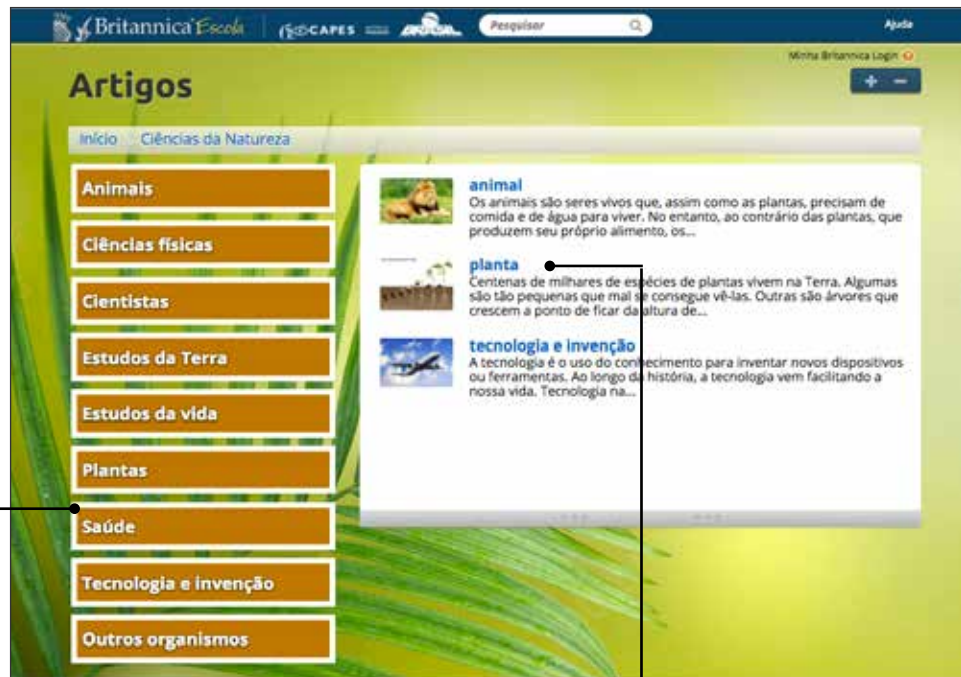 Britannica Escola CAPES BRASIL Pesquisar Ajuda
Minha Britannica Login
Artigos
+ −
Início Ciências da Natureza
Animais
Ciências físicas
Cientistas
Estudos da Terra
Estudos da vida
Plantas
Saúde
Tecnologia e invenção
Outros organismos
animal
Os animais são seres vivos que, assim como as plantas, precisam de
comida e de água para viver. No entanto, ao contrário das plantas, que
produzem seu próprio alimento, os...
planta
Centenas de milhares de espécies de plantas vivem na Terra. Algumas
são tão pequenas que mal se consegue vê-las. Outras são árvores que
crescem a ponto de ficar da altura de...
tecnologia e invenção
A tecnologia é o uso do conhecimento para inventar novos dispositivos
ou ferramentas. Ao longo da história, a tecnologia vem facilitando a
nossa vida. Tecnologia na...